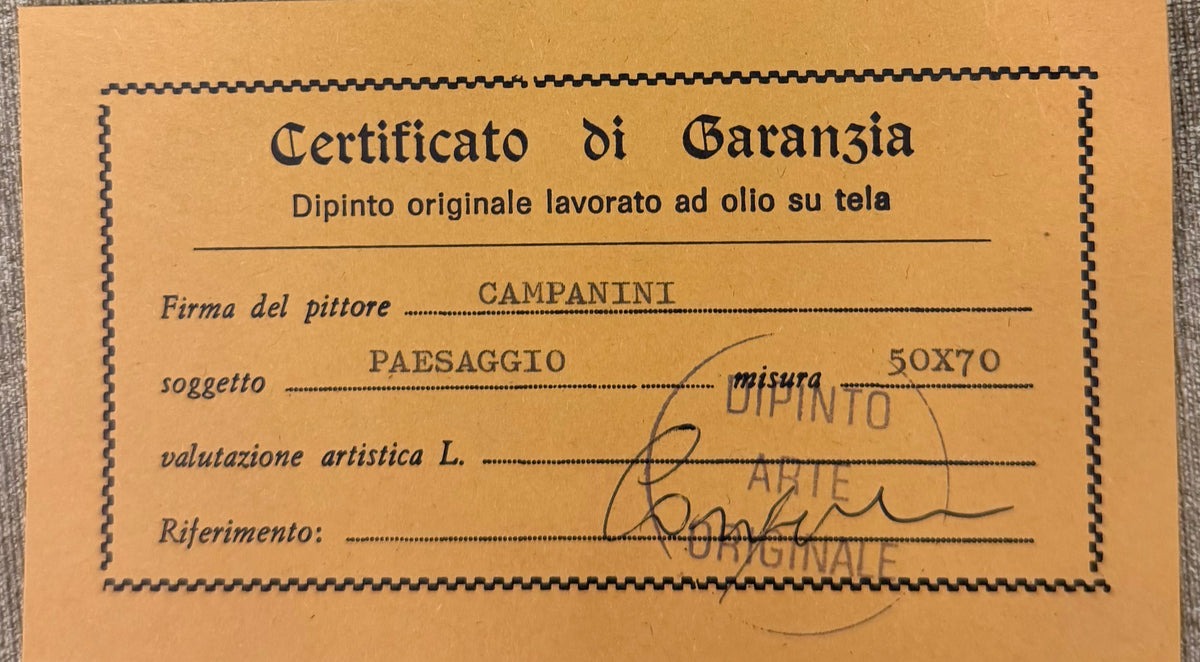 Certificato di Garanzia
Dipinto originale lavorato ad olio su tela
Firma del pittore CAMPANINI
soggetto PAESAGGIO misura 50X70
DIPINTO
valutazione artistica L.
ARTE
Riferimento:
ORIGINALE